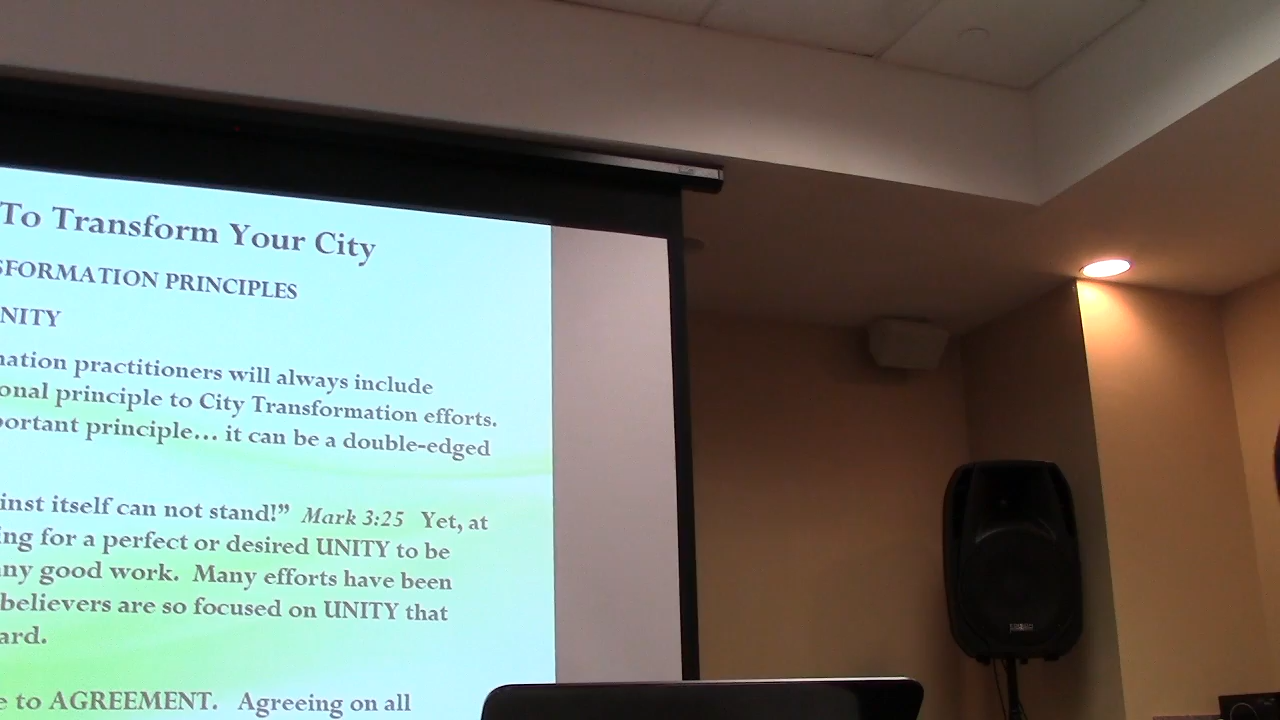 To Transform Your City
SFORMATION PRINCIPLES
NITY
nation practitioners will always include
onal principle to City Transformation efforts.
portant principle... it can be a double-edged
inst itself can not stand!” Mark 3:25 Yet, at
ng for a perfect or desired UNITY to be
ny good work. Many efforts have been
believers are so focused on UNITY that
ard.
e to AGREEMENT. Agreeing on all